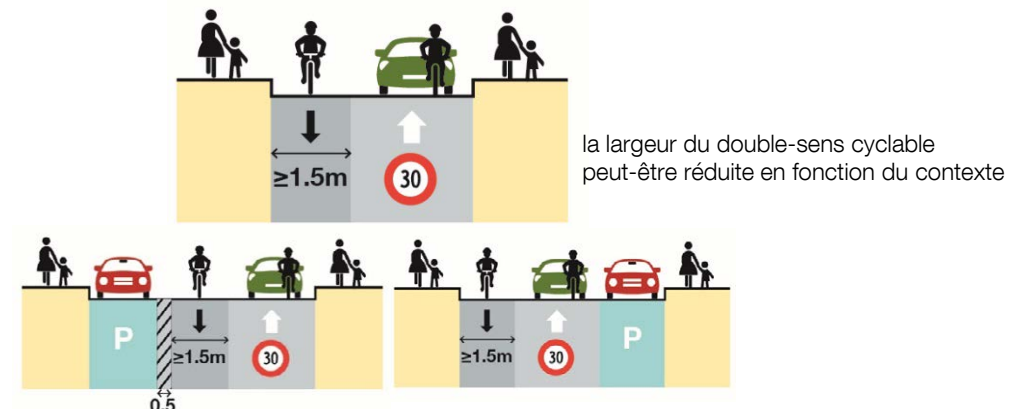 ≥1.5m
30
la largeur du double-sens cyclable
peut-être réduite en fonction du contexte
P
≥1.5m
30
0.5
≥1.5m
30
P